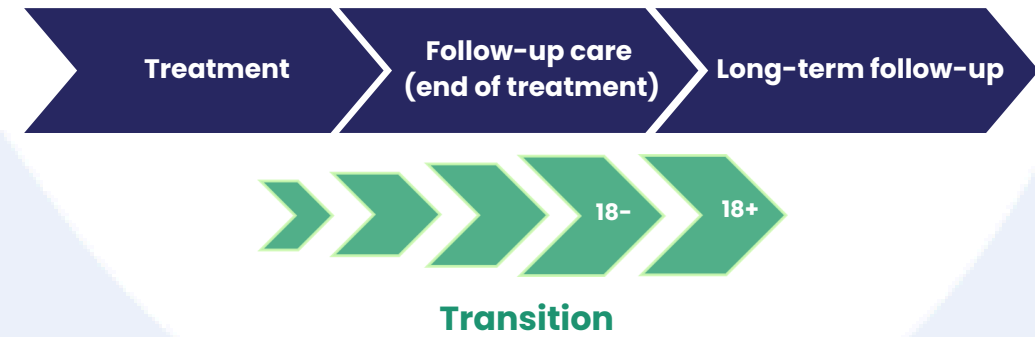 Treatment
Follow-up care
(end of treatment)
Long-term follow-up
18-
18+
Transition